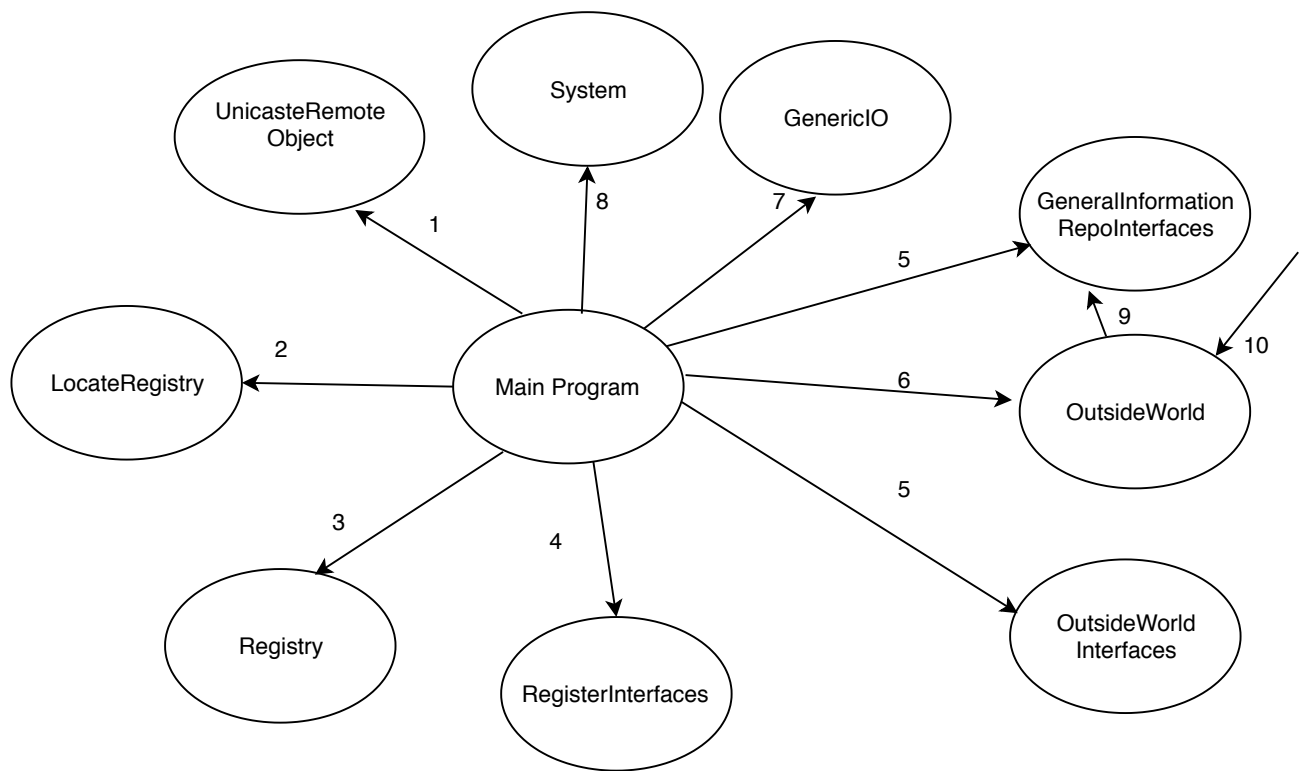 System
UnicasteRemote
Object
GenericIO
7
8
1
GeneralInformation
RepoInterfaces
5
9
10
2
LocateRegistry
Main Program
6
OutsideWorld
5
3
4
OutsideWorld
Interfaces
Registry
RegisterInterfaces